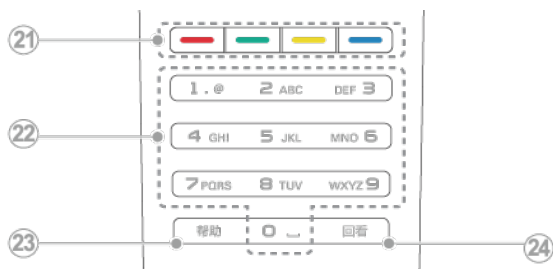 21
1 . @ 2 ABC DEF 3
22
4 GHI 5 JKL MNO 6
7 PQRS 8 TUV WXYZ 9
23 帮助 0 ⎵ 回看 24